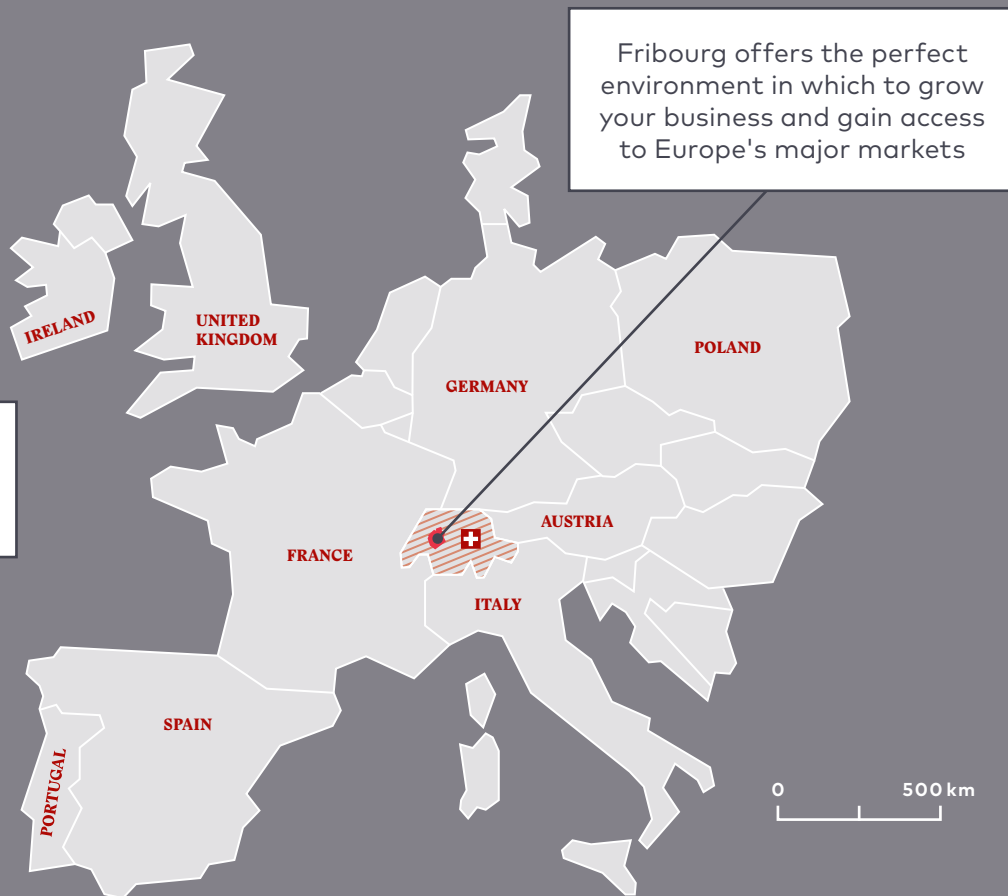 Fribourg offers the perfect
environment in which to grow
your business and gain access
to Europe's major markets
IRELAND
UNITED
KINGDOM
POLAND
GERMANY
AUSTRIA
FRANCE
ITALY
SPAIN
PORTUGAL
0 500 km